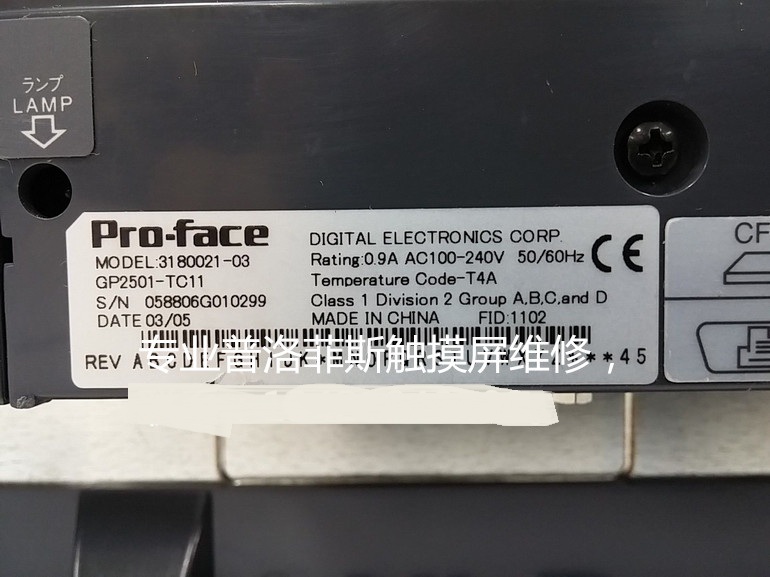 ランプ
LAMP
Pro-face
MODEL:3180021-03
GP2501-TC11
S/N 058806G010299
DATE 03/05
DIGITAL ELECTRONICS CORP.
Rating:0.9A AC100-240V 50/60Hz
Temperature Code-T4A
Class 1 Division 2 Group A,B,C,and D
MADE IN CHINA FID:1102
CE
REV A B C D E F G H I J K
**45
专业普洛菲斯触摸屏维修，
CF